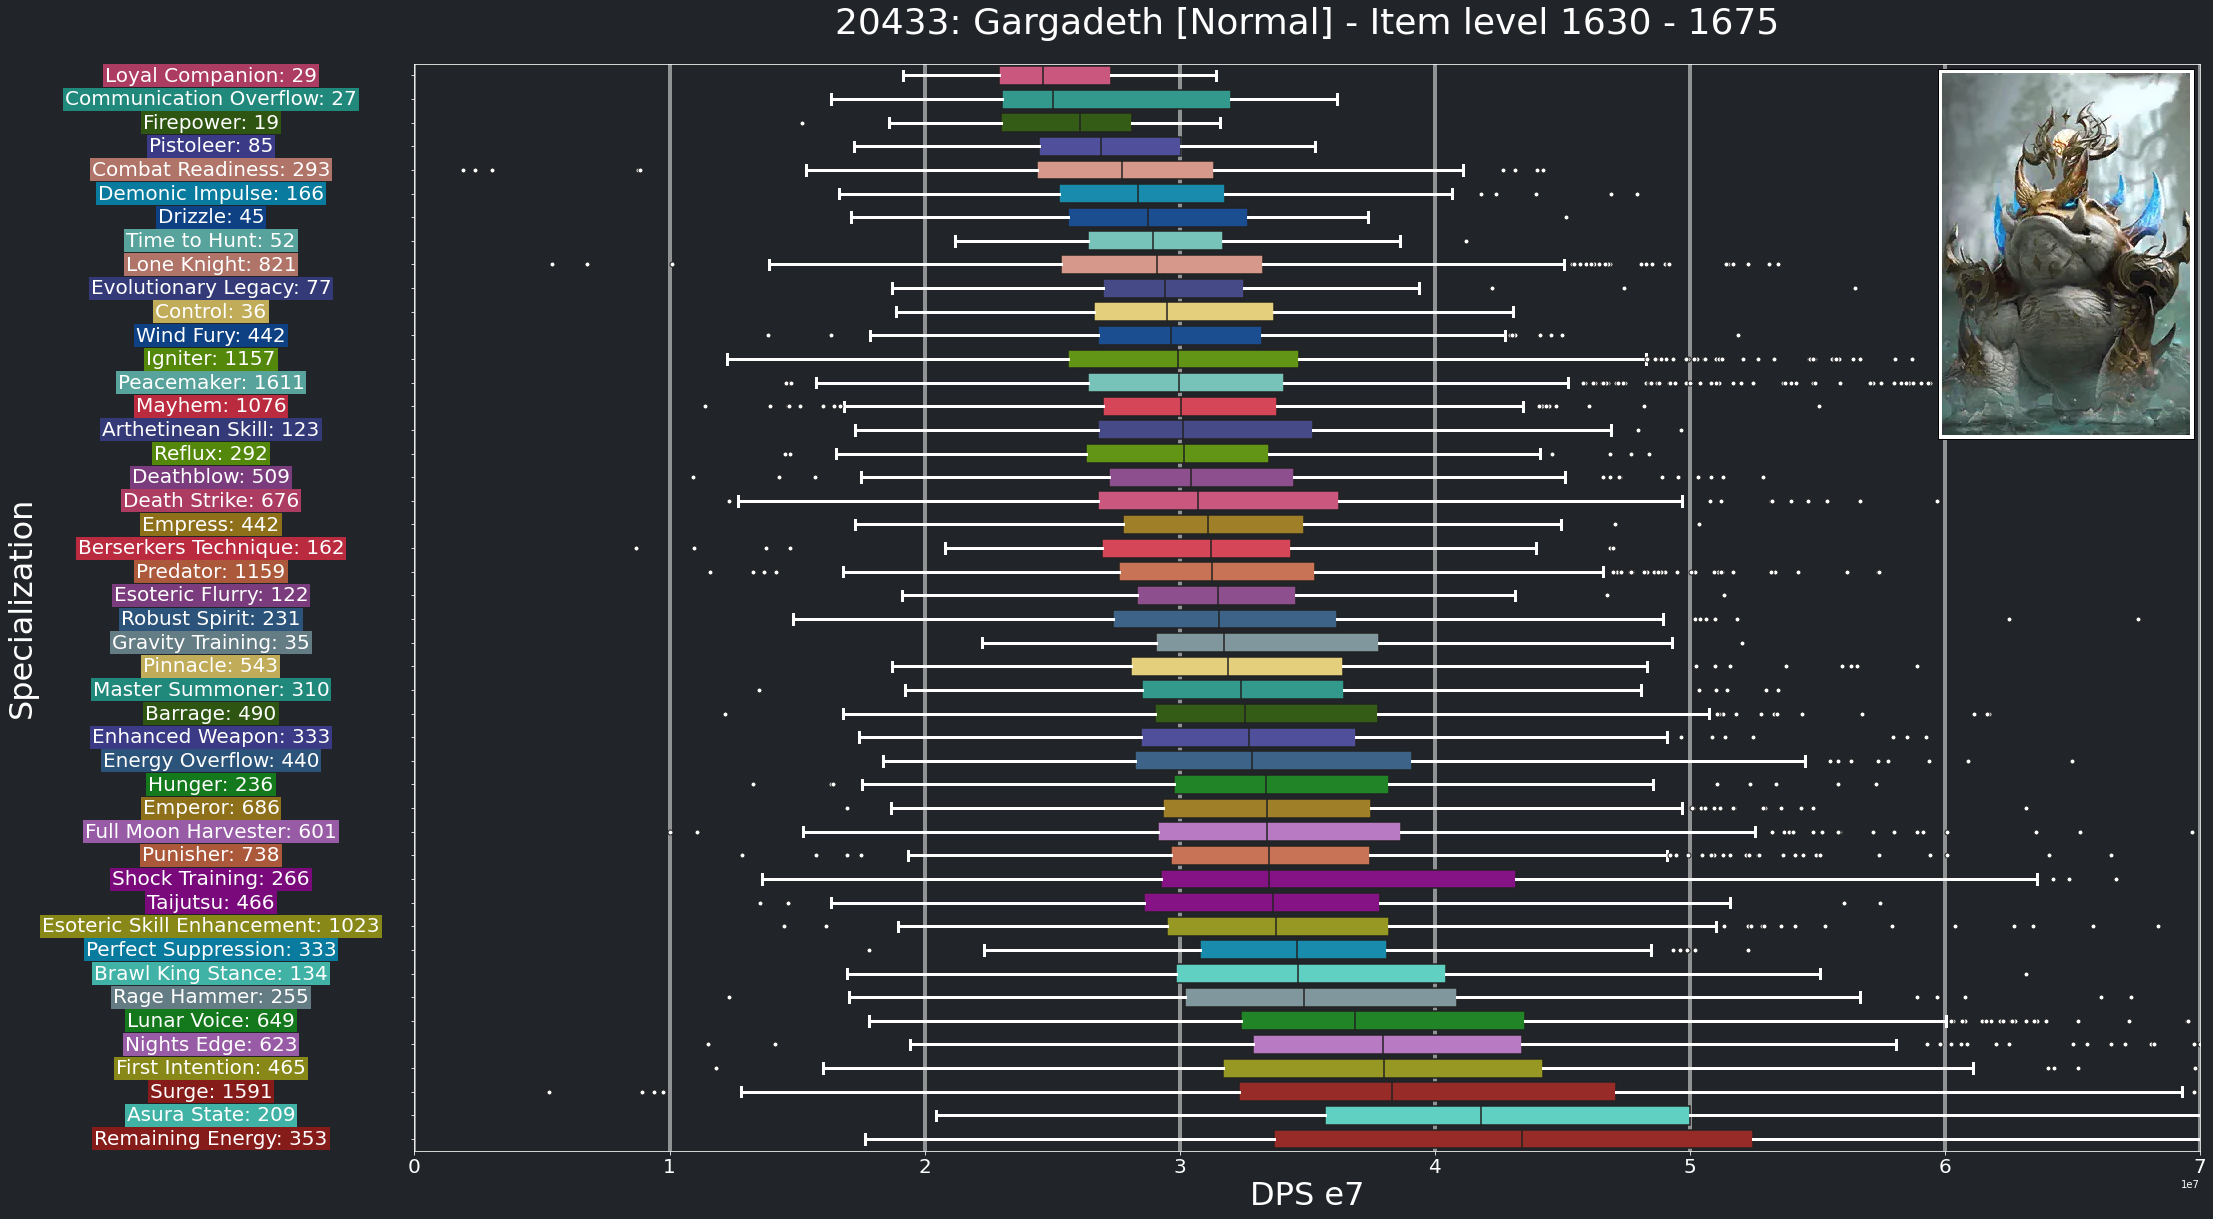 20433: Gargadeth [Normal] - Item level 1630 - 1675
Loyal Companion: 29
Communication Overflow: 27
Firepower: 19
Pistoleer: 85
Combat Readiness: 293
Demonic Impulse: 166
Drizzle: 45
Time to Hunt: 52
Lone Knight: 821
Evolutionary Legacy: 77
Control: 36
Wind Fury: 442
Igniter: 1157
Peacemaker: 1611
Mayhem: 1076
Arthetinean Skill: 123
Reflux: 292
Deathblow: 509
Death Strike: 676
Empress: 442
Berserkers Technique: 162
Predator: 1159
Esoteric Flurry: 122
Robust Spirit: 231
Gravity Training: 35
Pinnacle: 543
Master Summoner: 310
Barrage: 490
Enhanced Weapon: 333
Energy Overflow: 440
Hunger: 236
Emperor: 686
Full Moon Harvester: 601
Punisher: 738
Shock Training: 266
Taijutsu: 466
Esoteric Skill Enhancement: 1023
Perfect Suppression: 333
Brawl King Stance: 134
Rage Hammer: 255
Lunar Voice: 649
Nights Edge: 623
First Intention: 465
Surge: 1591
Asura State: 209
Remaining Energy: 353
Specialization
0 1 2 3 4 5 6 7
1e7
DPS e7